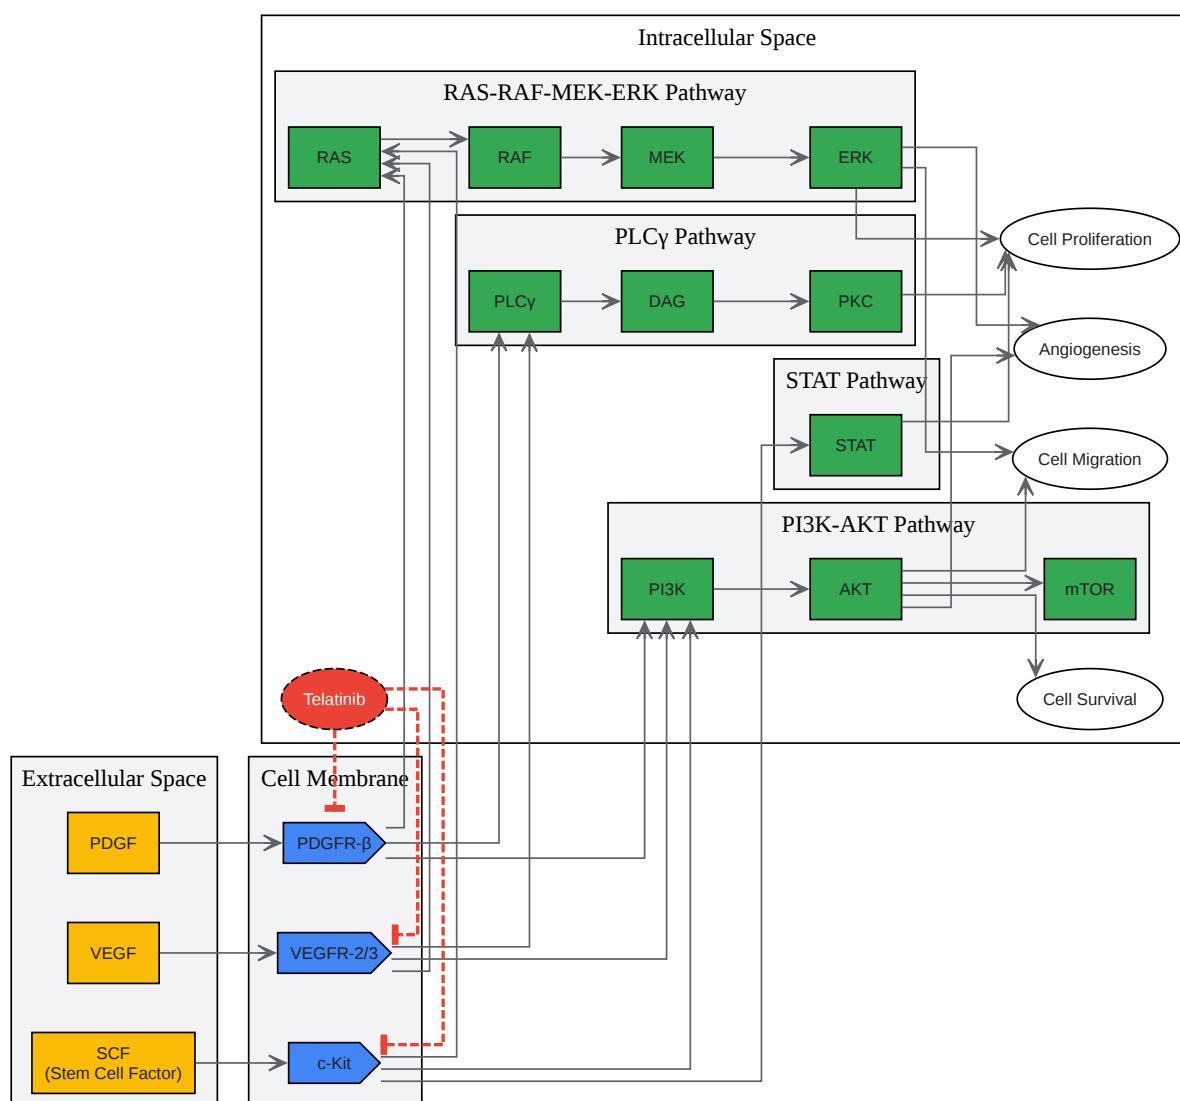 Intracellular Space
RAS-RAF-MEK-ERK Pathway
RAS
RAF
MEK
ERK
PLCγ Pathway
Cell Proliferation
PLCγ
DAG
PKC
Angiogenesis
STAT Pathway
STAT
Cell Migration
PI3K-AKT Pathway
PI3K
AKT
mTOR
Telatinib
Cell Survival
Extracellular Space
Cell Membrane
PDGF
PDGFR-β
VEGF
VEGFR-2/3
SCF
(Stem Cell Factor)
c-Kit